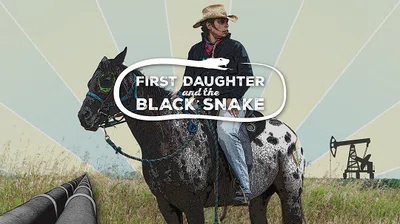 FIRST DAUGHTER
and the
BLACK SNAKE